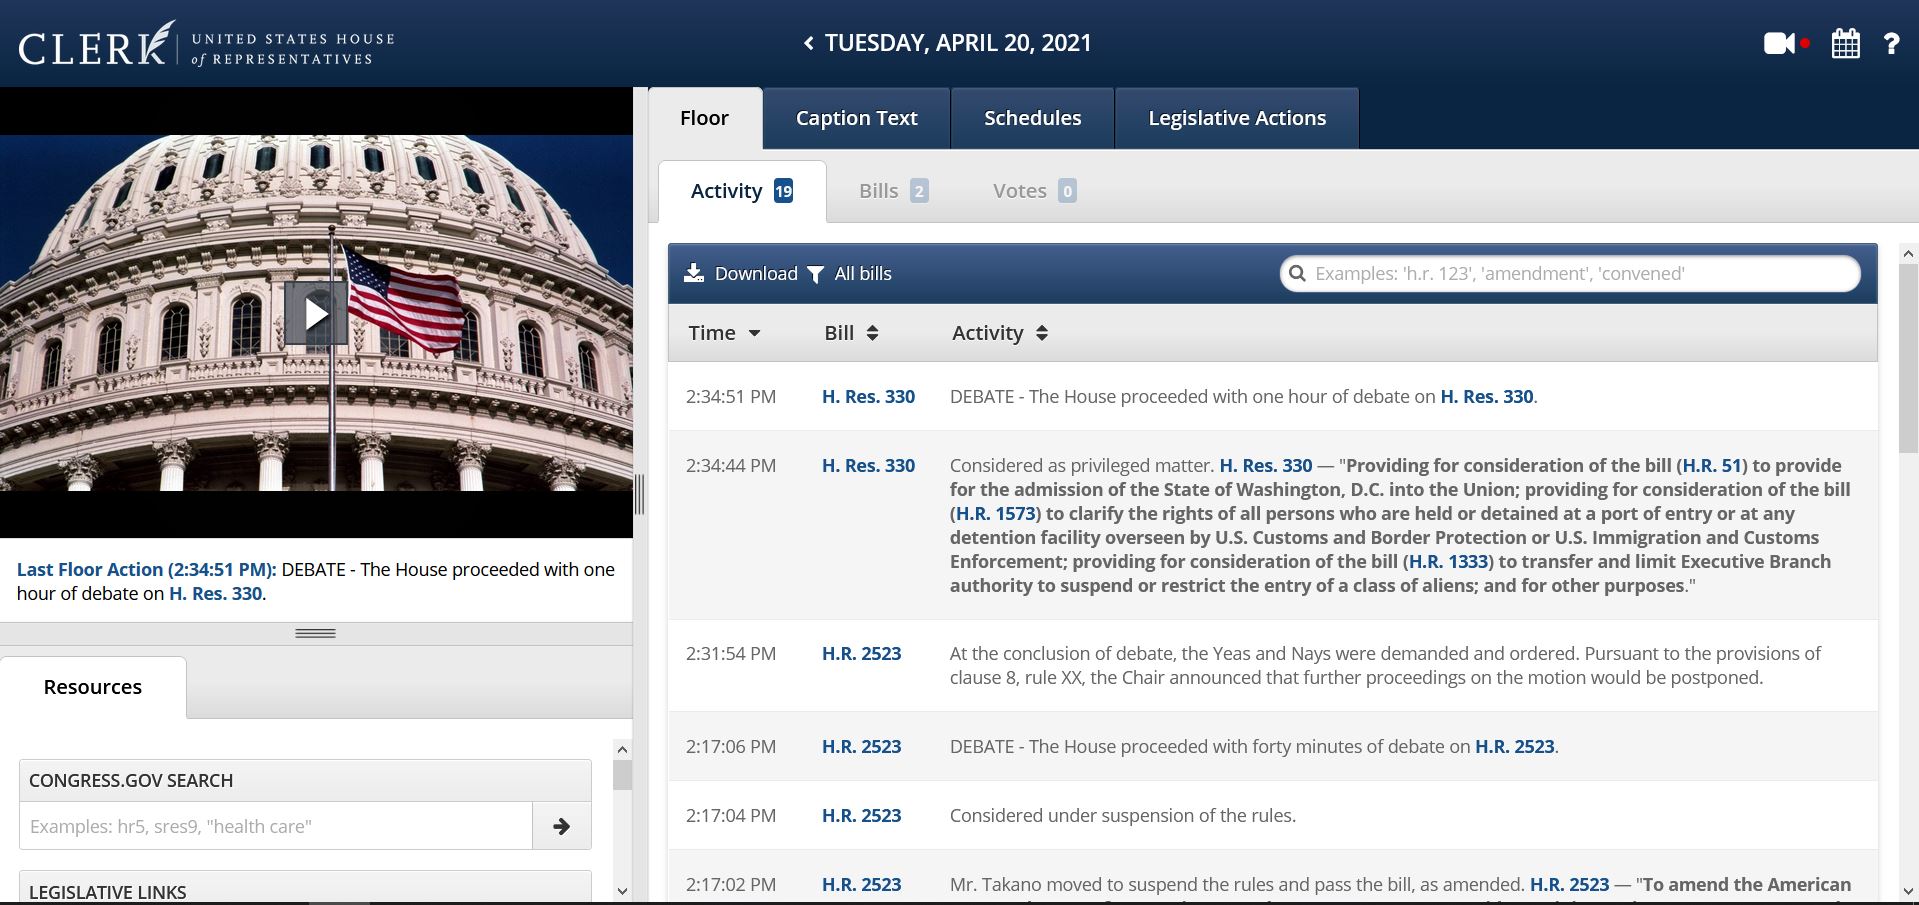 CLERK
UNITED STATES HOUSE
of REPRESENTATIVES
TUESDAY, APRIL 20, 2021
?
Floor
Caption Text
Schedules
Legislative Actions
Activity 19
Bills 2
Votes 0
Download
All bills
Examples: 'h.r. 123', 'amendment', 'convened'
Time
Bill
Activity
2:34:51 PM
H. Res. 330
DEBATE - The House proceeded with one hour of debate on H. Res. 330.
2:34:44 PM
H. Res. 330
Considered as privileged matter. H. Res. 330 — "Providing for consideration of the bill (H.R. 51) to provide
for the admission of the State of Washington, D.C. into the Union; providing for consideration of the bill
(H.R. 1573) to clarify the rights of all persons who are held or detained at a port of entry or at any
detention facility overseen by U.S. Customs and Border Protection or U.S. Immigration and Customs
Enforcement; providing for consideration of the bill (H.R. 1333) to transfer and limit Executive Branch
authority to suspend or restrict the entry of a class of aliens; and for other purposes."
2:31:54 PM
H.R. 2523
At the conclusion of debate, the Yeas and Nays were demanded and ordered. Pursuant to the provisions of
clause 8, rule XX, the Chair announced that further proceedings on the motion would be postponed.
2:17:06 PM
H.R. 2523
DEBATE - The House proceeded with forty minutes of debate on H.R. 2523.
2:17:04 PM
H.R. 2523
Considered under suspension of the rules.
2:17:02 PM
H.R. 2523
Mr. Takano moved to suspend the rules and pass the bill, as amended. H.R. 2523 — "To amend the American
Last Floor Action (2:34:51 PM): DEBATE - The House proceeded with one
hour of debate on H. Res. 330.
Resources
CONGRESS.GOV SEARCH
Examples: hr5, sres9, "health care"
LEGISLATIVE LINKS